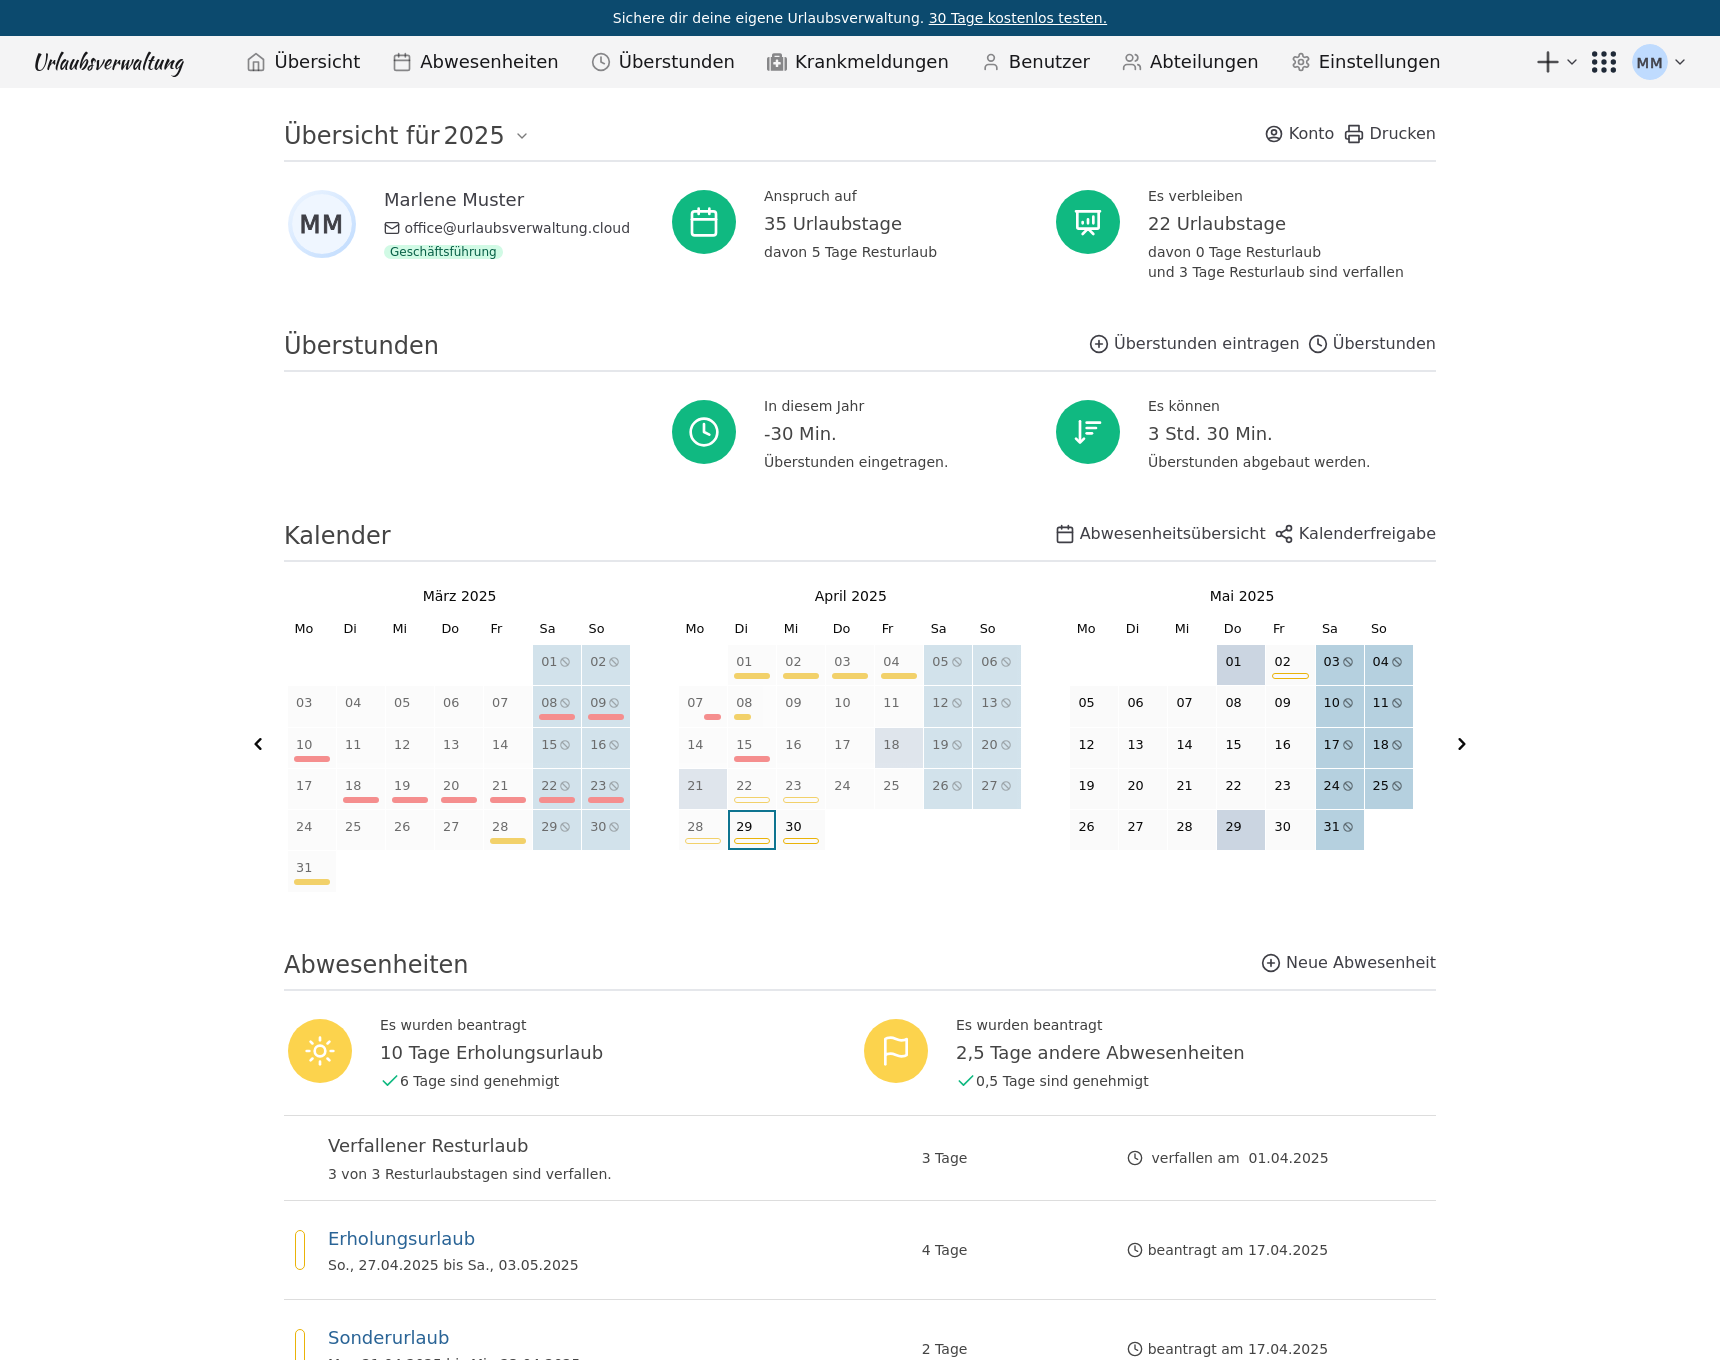 Sichere dir deine eigene Urlaubsverwaltung. 30 Tage kostenlos testen.
Urlaubsverwaltung Übersicht Abwesenheiten Überstunden Krankmeldungen Benutzer Abteilungen Einstellungen MM
Übersicht für 2025 Konto Drucken
MM
Marlene Muster
office@urlaubsverwaltung.cloud
Geschäftsführung
Anspruch auf
35 Urlaubstage
davon 5 Tage Resturlaub
Es verbleiben
22 Urlaubstage
davon 0 Tage Resturlaub
und 3 Tage Resturlaub sind verfallen
Überstunden Überstunden eintragen Überstunden
In diesem Jahr
-30 Min.
Überstunden eingetragen.
Es können
3 Std. 30 Min.
Überstunden abgebaut werden.
Kalender Abwesenheitsübersicht Kalenderfreigabe
März 2025
Mo Di Mi Do Fr Sa So
01 02
03 04 05 06 07 08 09
10 11 12 13 14 15 16
17 18 19 20 21 22 23
24 25 26 27 28 29 30
31
April 2025
Mo Di Mi Do Fr Sa So
01 02 03 04 05 06
07 08 09 10 11 12 13
14 15 16 17 18 19 20
21 22 23 24 25 26 27
28 29 30
Mai 2025
Mo Di Mi Do Fr Sa So
01 02 03 04
05 06 07 08 09 10 11
12 13 14 15 16 17 18
19 20 21 22 23 24 25
26 27 28 29 30 31
Abwesenheiten Neue Abwesenheit
Es wurden beantragt
10 Tage Erholungsurlaub
6 Tage sind genehmigt
Es wurden beantragt
2,5 Tage andere Abwesenheiten
0,5 Tage sind genehmigt
Verfallener Resturlaub
3 von 3 Resturlaubstagen sind verfallen.
3 Tage
verfallen am 01.04.2025
Erholungsurlaub
So., 27.04.2025 bis Sa., 03.05.2025
4 Tage
beantragt am 17.04.2025
Sonderurlaub
2 Tage
beantragt am 17.04.2025